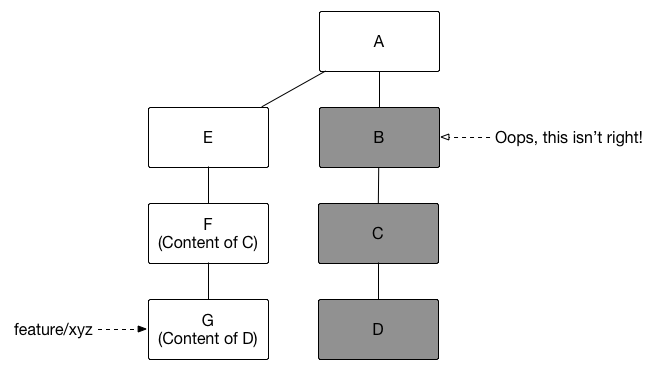 A
E
B
Oops, this isn't right!
F
(Content of C)
C
feature/xyz
G
(Content of D)
D